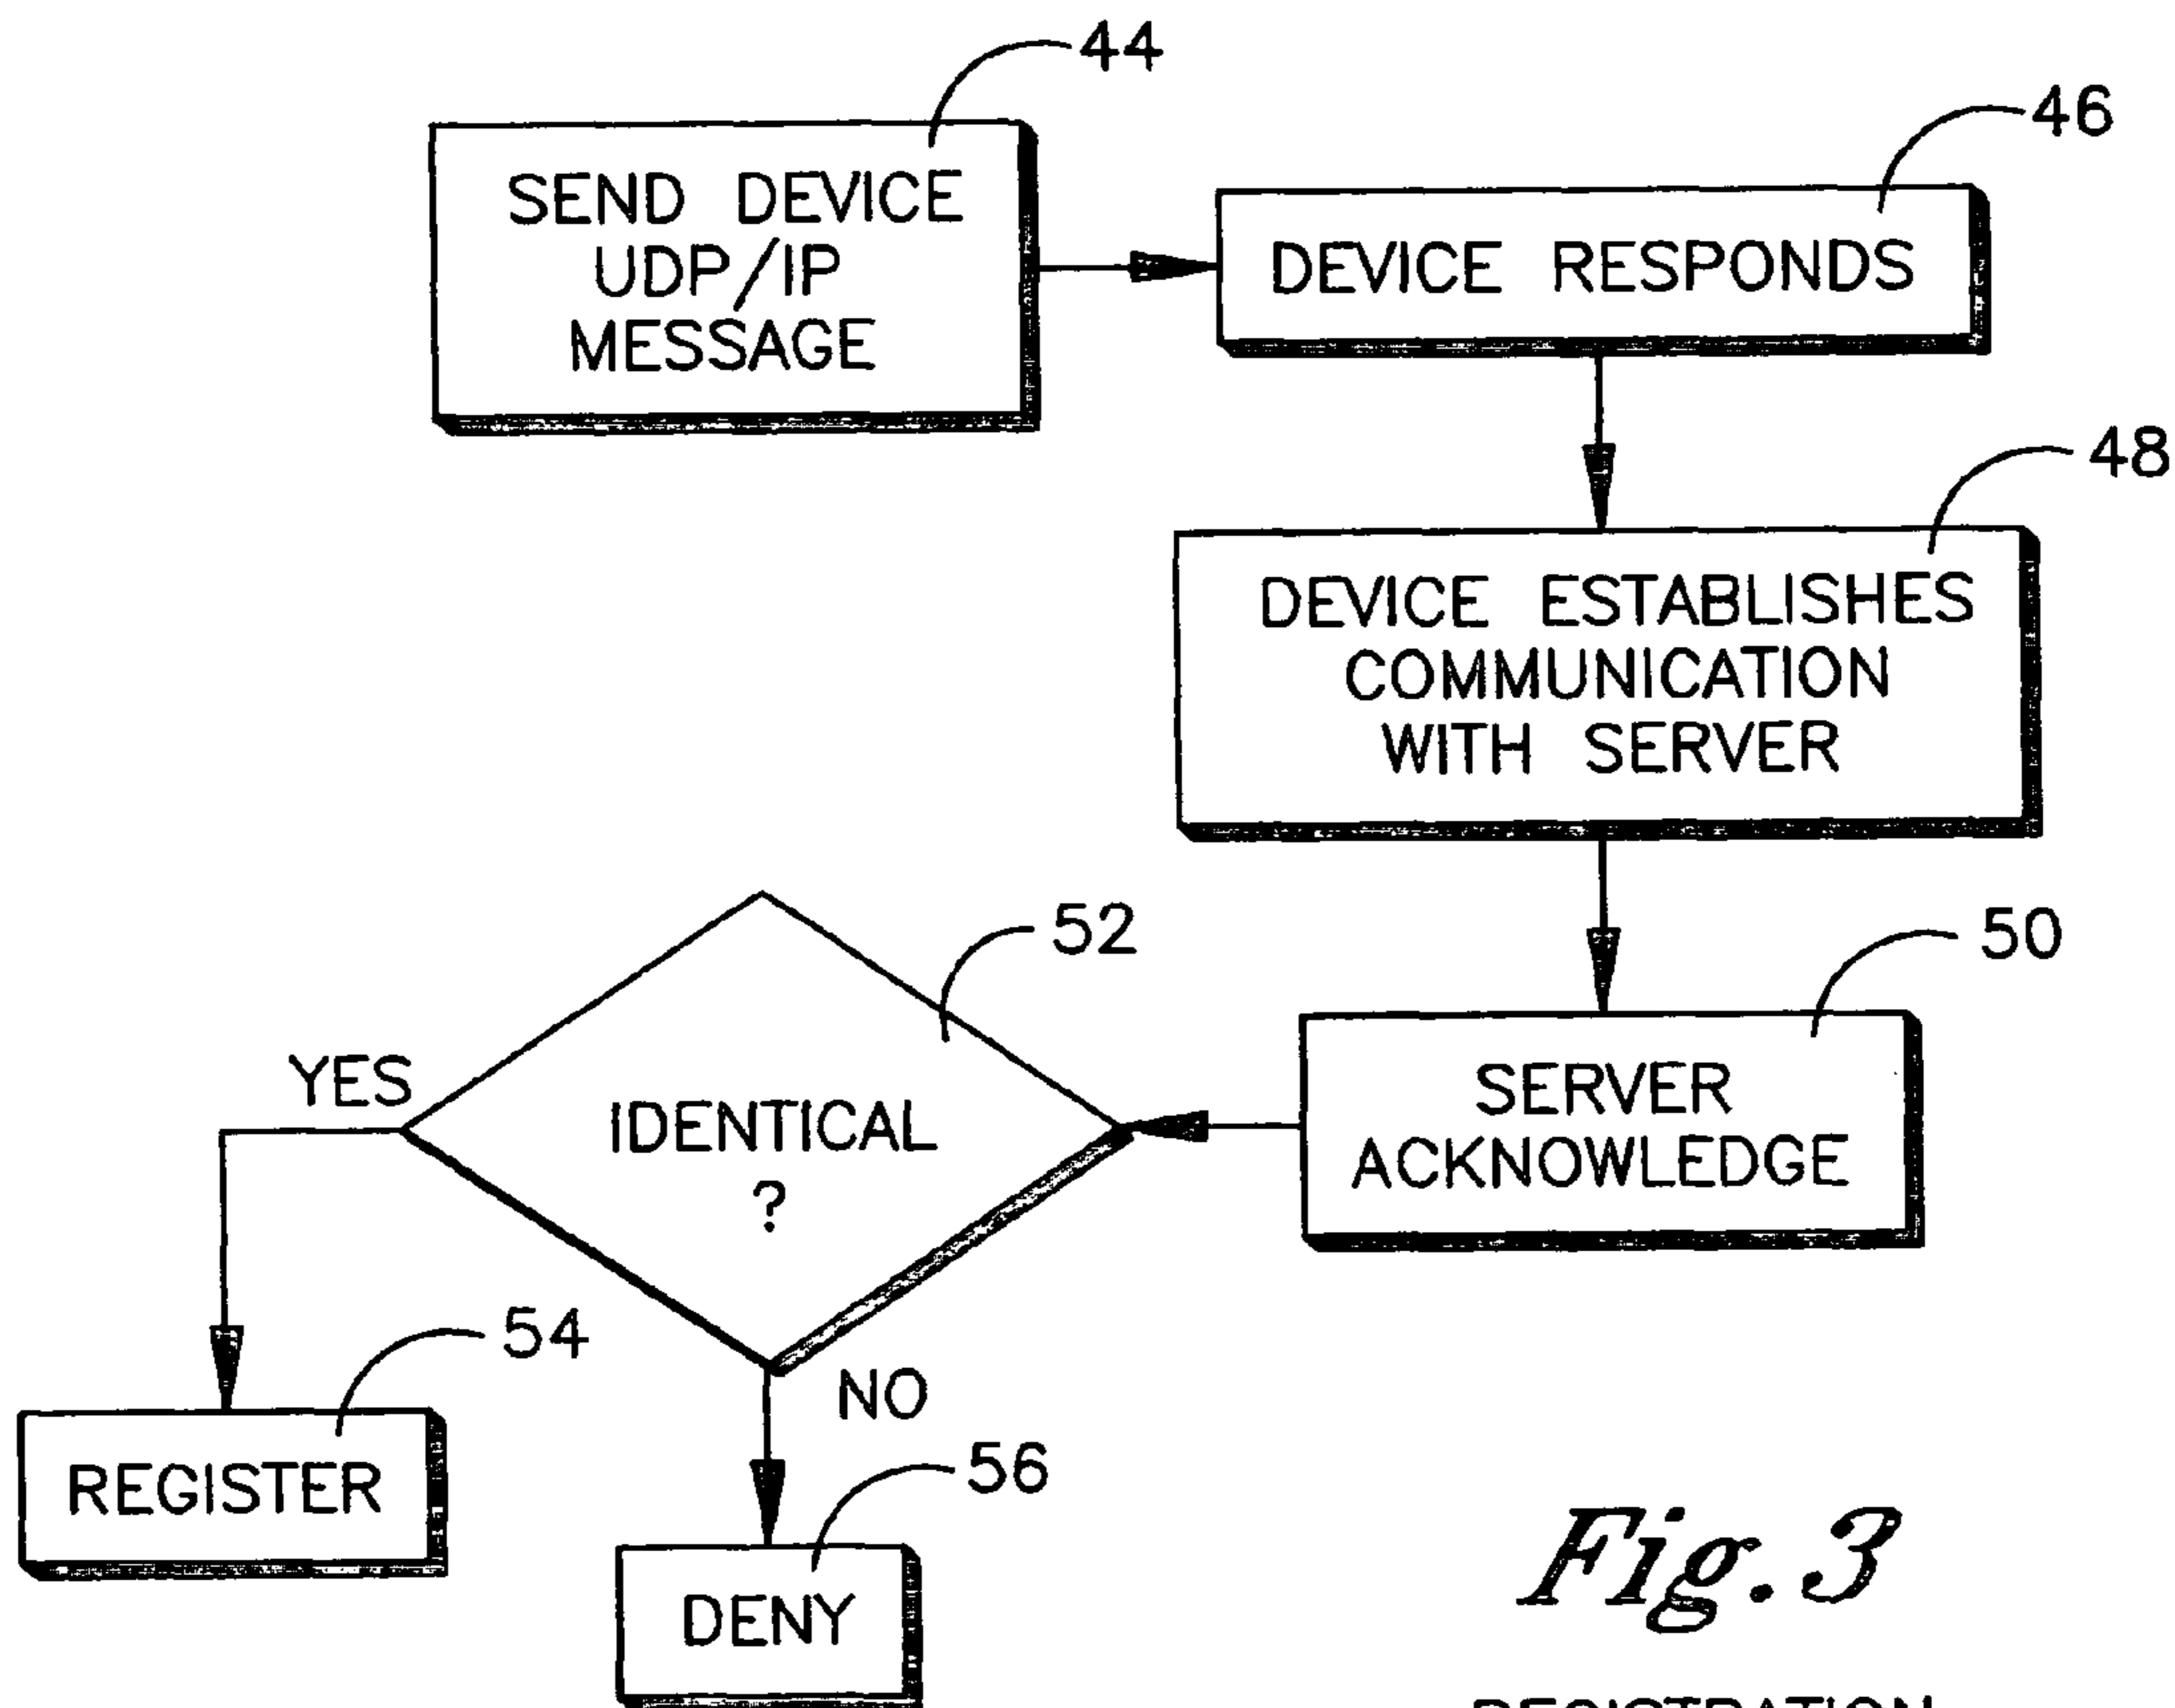 44
SEND DEVICE
UDP/IP
MESSAGE
46
DEVICE RESPONDS
48
DEVICE ESTABLISHES
COMMUNICATION
WITH SERVER
50
SERVER
ACKNOWLEDGE
52
IDENTICAL
?
YES
NO
54
REGISTER
56
DENY
Fig.3
REGISTRATION